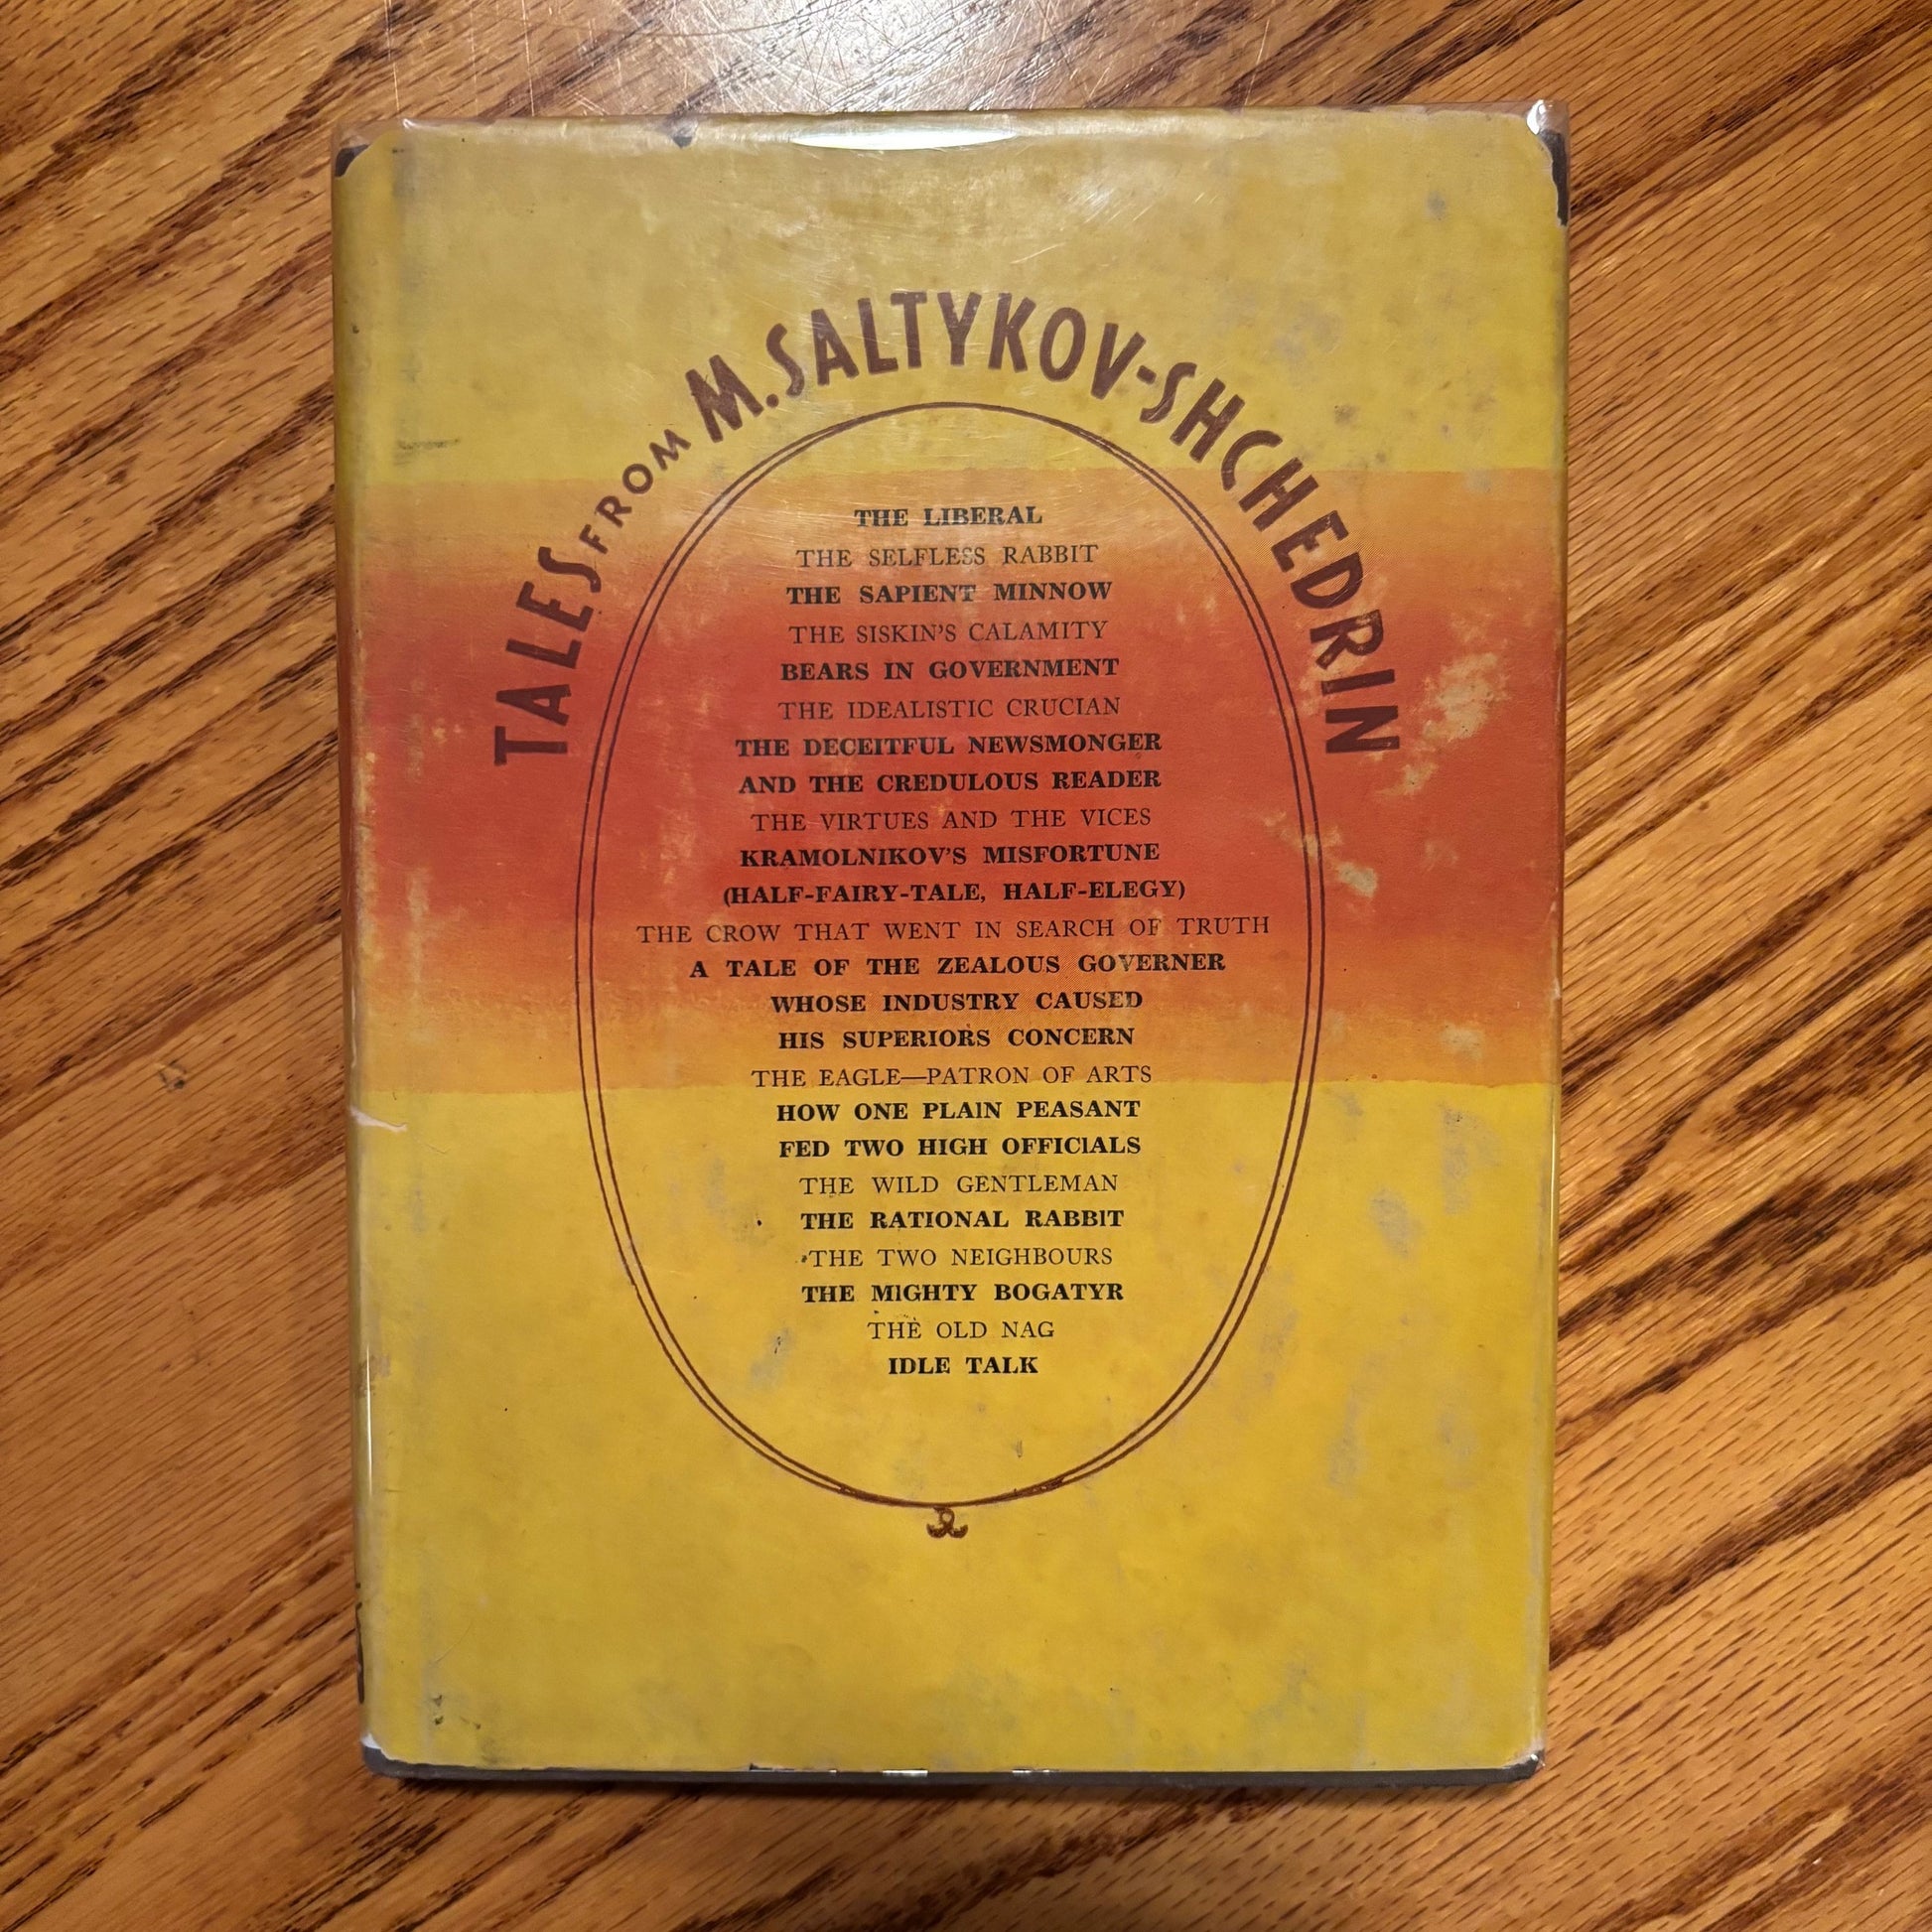 TALES FROM M. SALTYKOV-SHCHEDRIN
THE LIBERAL
THE SELFLESS RABBIT
THE SAPIENT MINNOW
THE SISKIN'S CALAMITY
BEARS IN GOVERNMENT
THE IDEALISTIC CRUCIAN
THE DECEITFUL NEWSMONGER
AND THE CREDULOUS READER
THE VIRTUES AND THE VICES
KRAMOLNIKOV'S MISFORTUNE
(HALF-FAIRY-TALE, HALF-ELEGY)
THE CROW THAT WENT IN SEARCH OF TRUTH
A TALE OF THE ZEALOUS GOVERNER
WHOSE INDUSTRY CAUSED
HIS SUPERIORS CONCERN
THE EAGLE—PATRON OF ARTS
HOW ONE PLAIN PEASANT
FED TWO HIGH OFFICIALS
THE WILD GENTLEMAN
THE RATIONAL RABBIT
THE TWO NEIGHBOURS
THE MIGHTY BOGATYR
THE OLD NAG
IDLE TALK